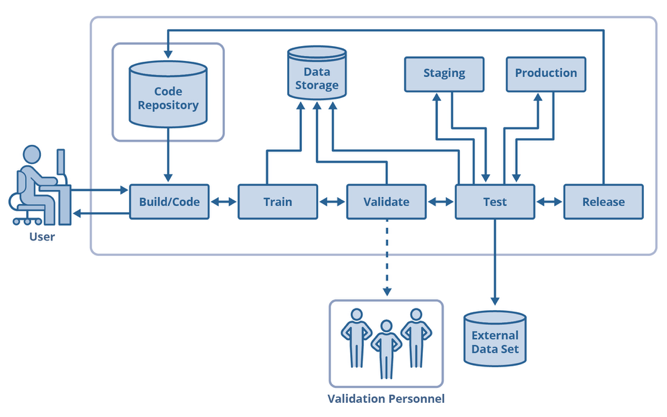 Code
Repository
Data
Storage
Staging
Production
Build/Code
Train
Validate
Test
Release
User
External
Data Set
Validation Personnel